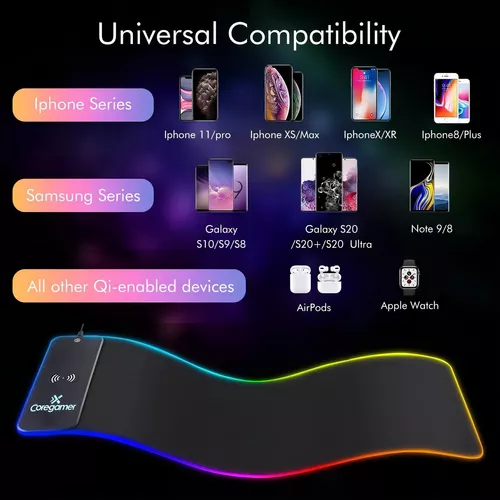 Universal Compatibility
Iphone Series
Iphone 11/pro
Iphone XS/Max
IphoneX/XR
Iphone8/Plus
Samsung Series
Galaxy
S10/S9/S8
Galaxy S20
/S20+/S20 Ultra
Note 9/8
All other Qi-enabled devices
AirPods
Apple Watch
Coregamer